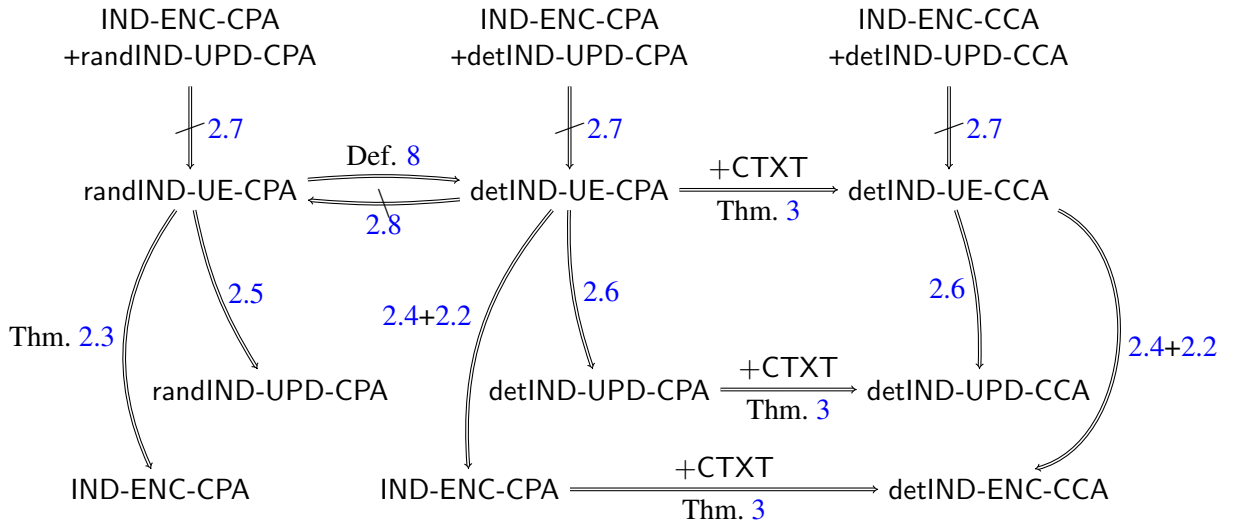 IND-ENC-CPA
+randIND-UPD-CPA
IND-ENC-CPA
+detIND-UPD-CPA
IND-ENC-CCA
+detIND-UPD-CCA
2.7
2.7
2.7
randIND-UE-CPA
Def. 8
2.8
detIND-UE-CPA
+CTXT
Thm. 3
detIND-UE-CCA
Thm. 2.3
2.5
2.4+2.2
2.6
2.6
2.4+2.2
randIND-UPD-CPA
detIND-UPD-CPA
+CTXT
Thm. 3
detIND-UPD-CCA
IND-ENC-CPA
IND-ENC-CPA
+CTXT
Thm. 3
detIND-ENC-CCA